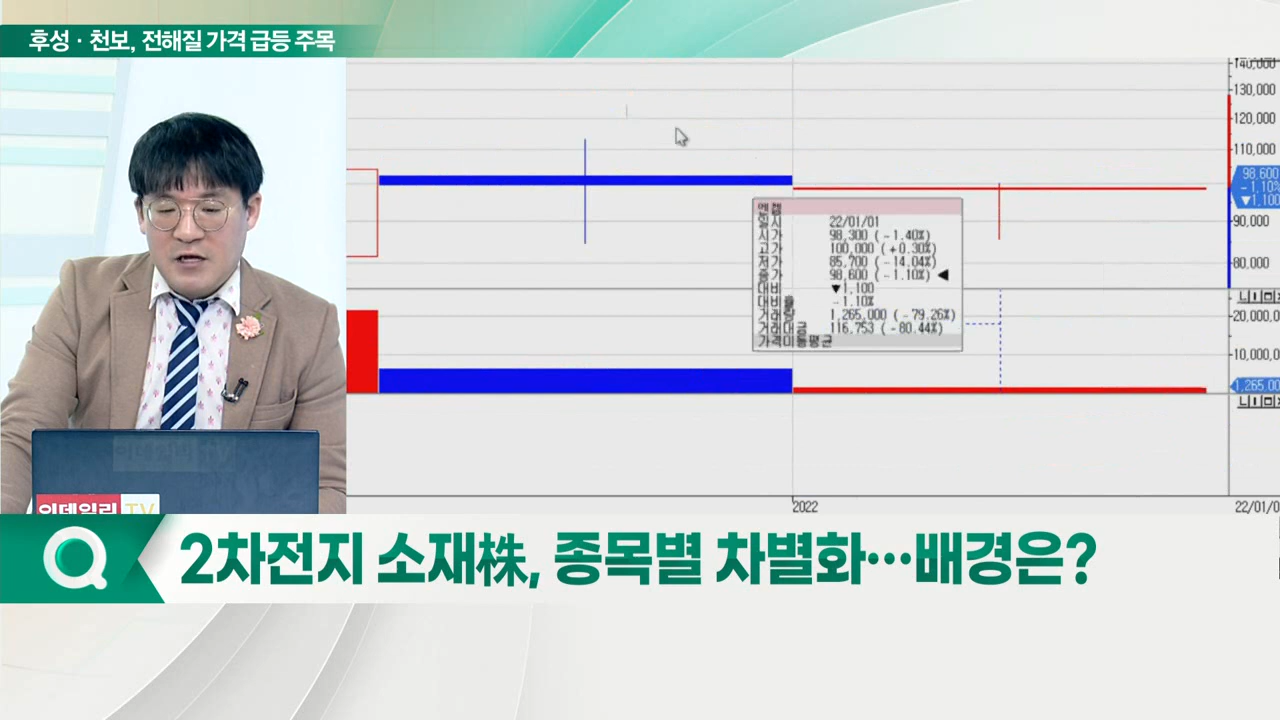 후성·천보, 전해질 가격 급등 주목
140,000
130,000
120,000
110,000
98,600
-1.10%
▼1,100
90,000
80,000
엔켐
일시 22/01/01
시가 98,300 (-1.40%)
고가 100,000 (+0.30%)
저가 85,700 (-14.04%)
종가 98,600 (-1.10%) ◀
대비 ▼1,100
대비율 -1.10%
거래량 1,265,000 (-79.26%)
거래대금 116,753 (-80.44%)
가격이동평균
20,000,0
10,000,0
1,265,00
2022
22/01/0
이데일리 TV
2차전지 소재株, 종목별 차별화…배경은?